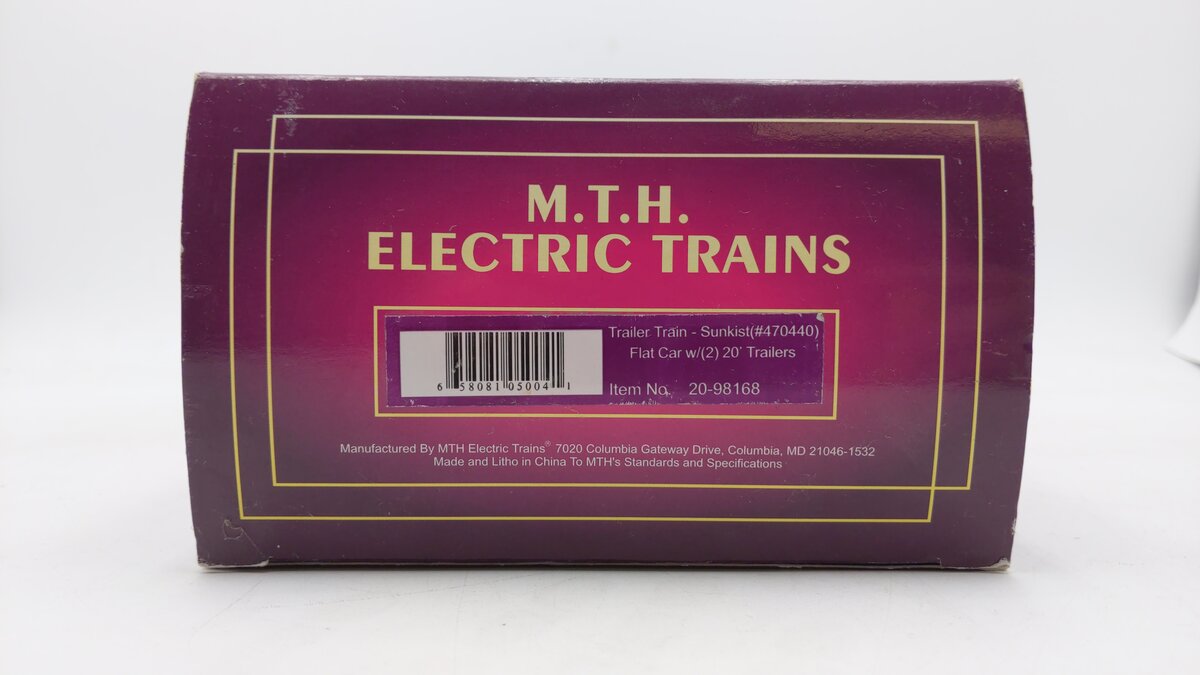 M.T.H.
ELECTRIC TRAINS
Trailer Train - Sunkist(#470440)
Flat Car w/(2) 20' Trailers
6 58081 05004 1
Item No. 20-98168
Manufactured By MTH Electric Trains® 7020 Columbia Gateway Drive, Columbia, MD 21046-1532
Made and Litho in China To MTH's Standards and Specifications